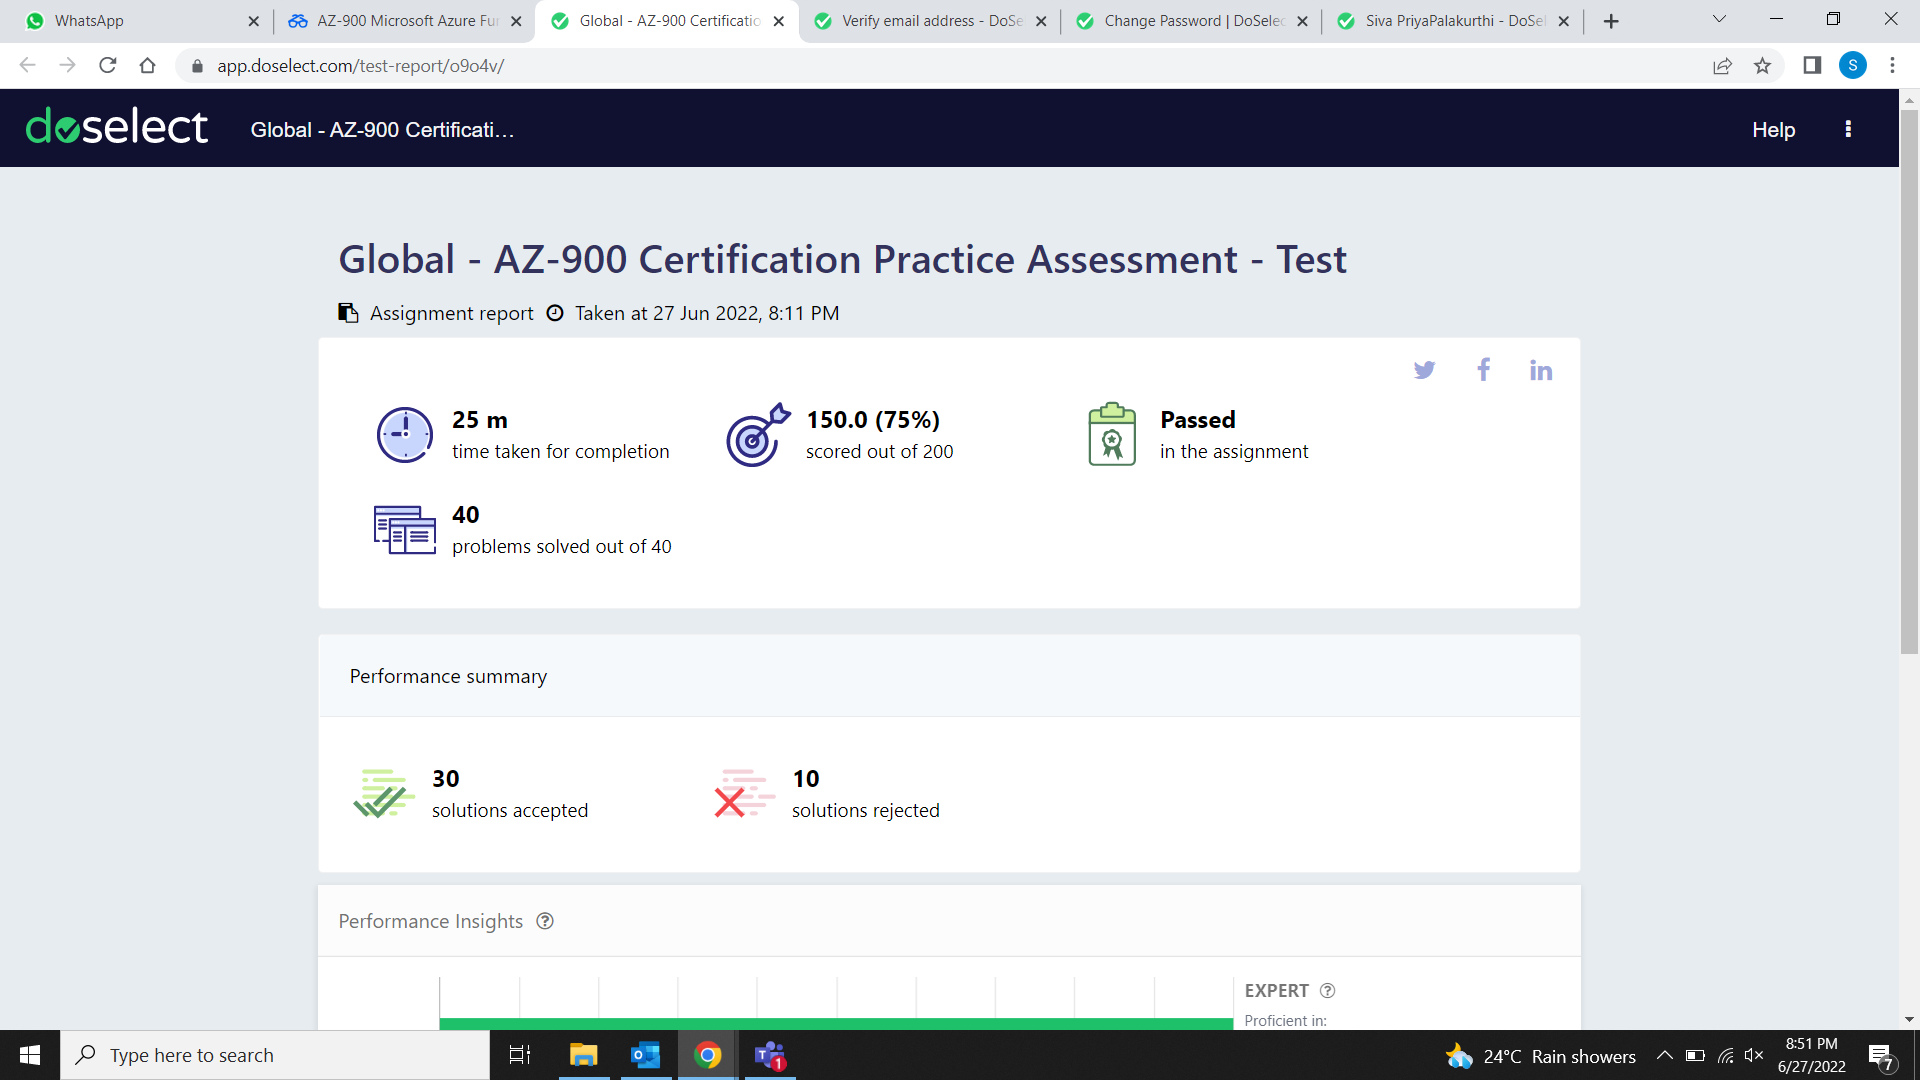 WhatsApp
AZ-900 Microsoft Azure Fun
Global - AZ-900 Certificatio
Verify email address - DoSe
Change Password | DoSelec
Siva PriyaPalakurthi - DoSel
app.doselect.com/test-report/o9o4v/
S
doselect
Global - AZ-900 Certificati...
Help
Global - AZ-900 Certification Practice Assessment - Test
Assignment report
Taken at 27 Jun 2022, 8:11 PM
25 m
time taken for completion
150.0 (75%)
scored out of 200
Passed
in the assignment
40
problems solved out of 40
Performance summary
30
solutions accepted
10
solutions rejected
Performance Insights
EXPERT
Proficient in:
Type here to search
1
24°C Rain showers
8:51 PM
6/27/2022
7